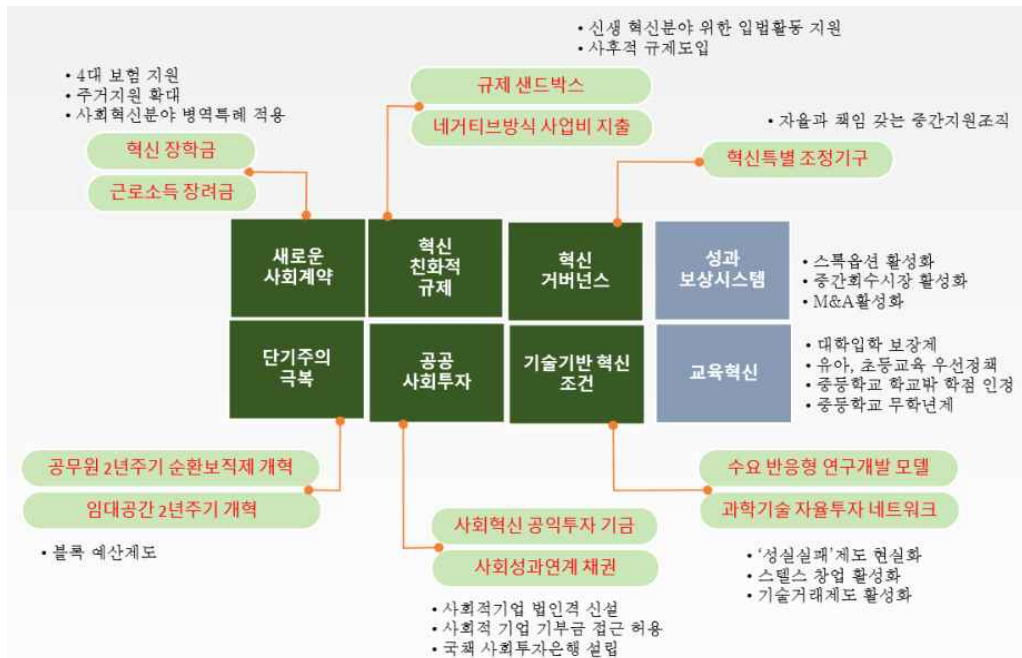 • 신생 혁신분야 위한 입법활동 지원
• 사후적 규제도입
• 4대 보험 지원
• 주거지원 확대
• 사회혁신분야 병역특례 적용
규제 샌드박스
네거티브방식 사업비 지출
• 자율과 책임 갖는 중간지원조직
혁신 장학금
근로소득 장려금
혁신특별 조정기구
새로운
사회계약
혁신
친화적
규제
혁신
거버넌스
성과
보상시스템
• 스톡옵션 활성화
• 중간회수시장 활성화
• M&A활성화
단기주의
극복
공공
사회투자
기술기반 혁신
조건
교육혁신
• 대학입학 보장제
• 유아, 초등교육 우선정책
• 중등학교 학교밖 학점 인정
• 중등학교 무학년제
공무원 2년주기 순환보직제 개혁
임대공간 2년주기 개혁
• 블록 예산제도
사회혁신 공익투자 기금
사회성과연계 채권
• 사회적기업 법인격 신설
• 사회적 기업 기부금 접근 허용
• 국책 사회투자은행 설립
수요 반응형 연구개발 모델
과학기술 자율투자 네트워크
• ‘성실실패’제도 현실화
• 스텔스 창업 활성화
• 기술거래제도 활성화